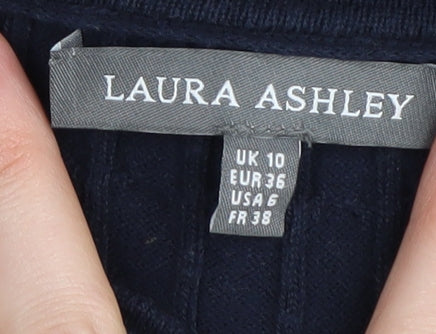 LAURA ASHLEY
UK 10
EUR 36
USA 6
FR 38